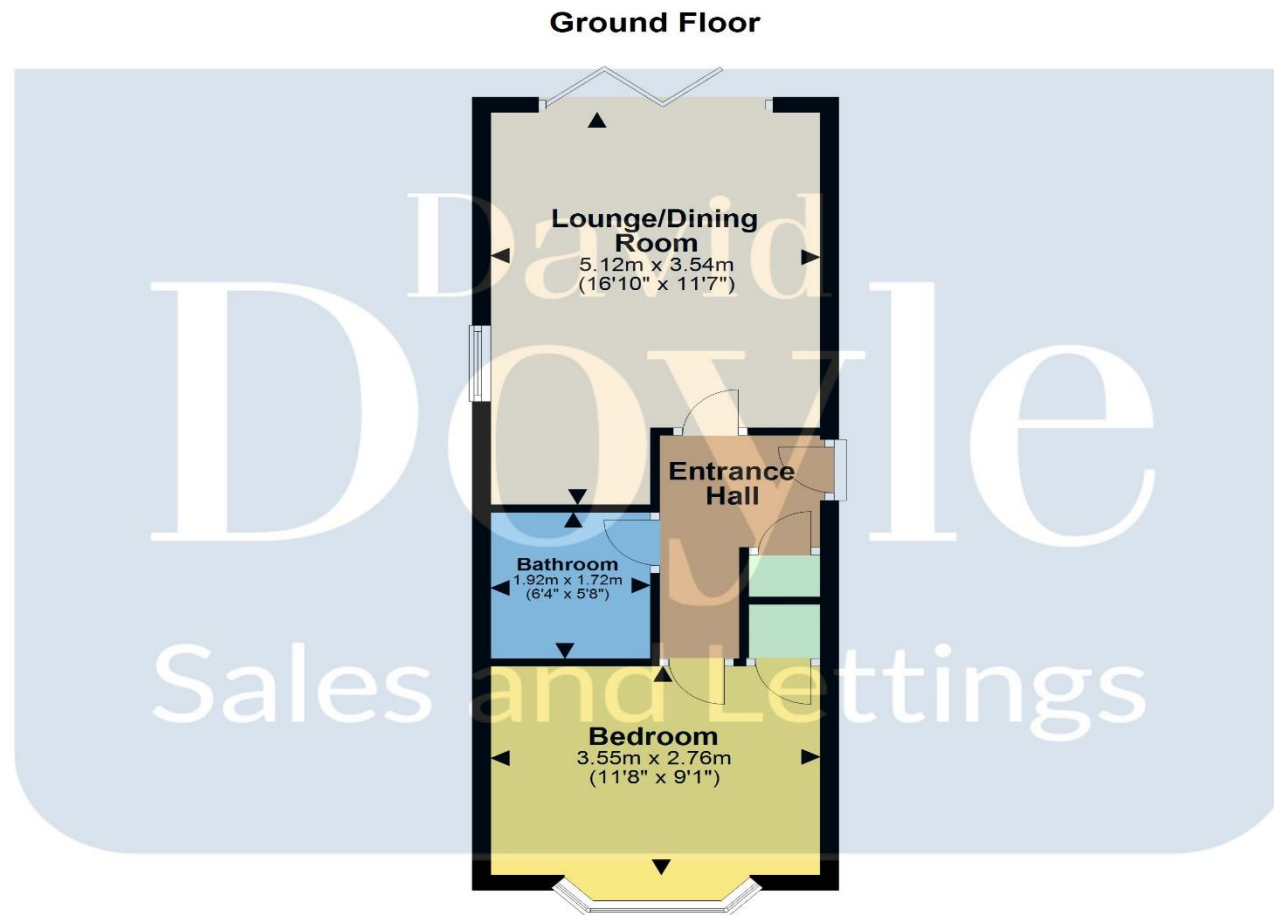 Ground Floor
David
Doyle
Sales and Lettings
Lounge/Dining
Room
5.12m x 3.54m
(16'10" x 11'7")
Entrance
Hall
Bathroom
1.92m x 1.72m
(6'4" x 5'8")
Bedroom
3.55m x 2.76m
(11'8" x 9'1")